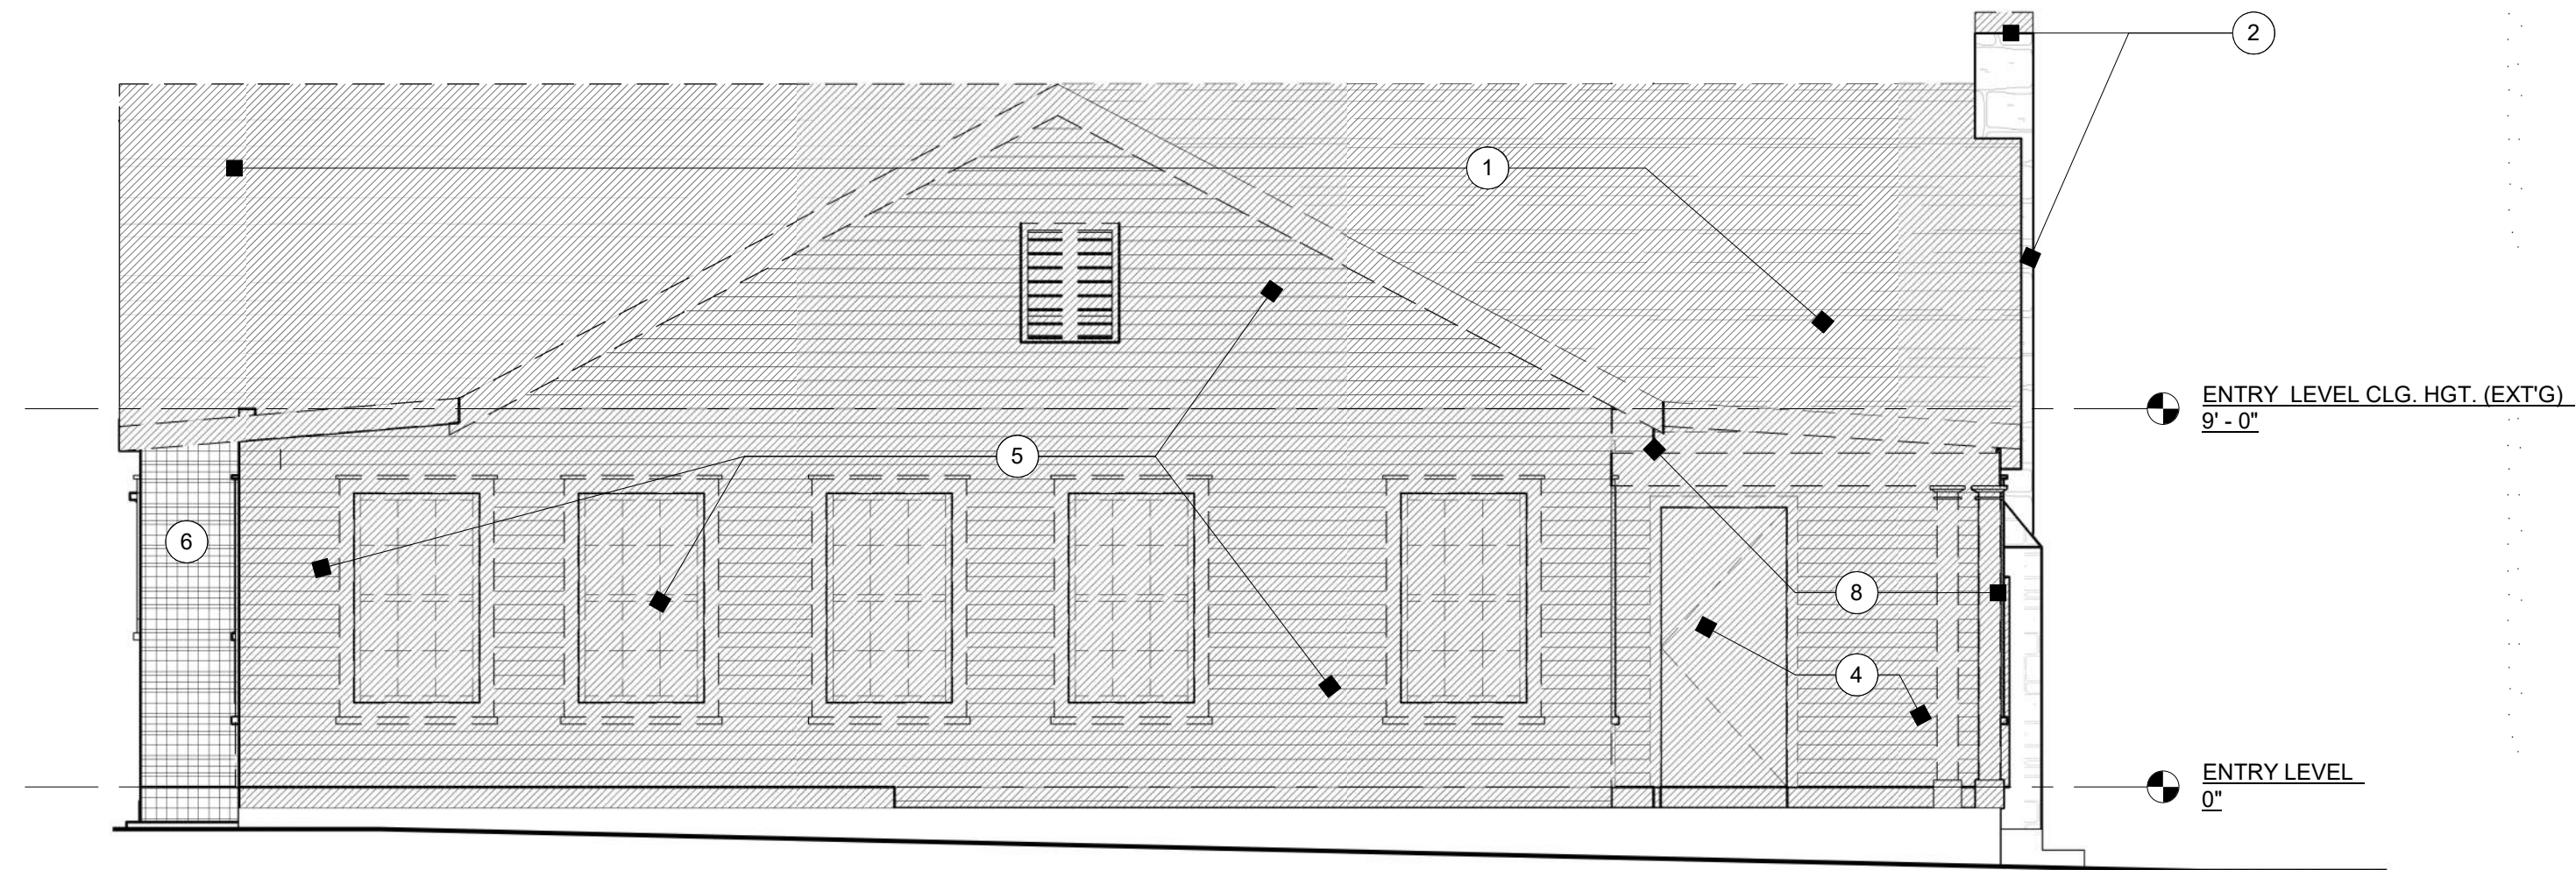 2
1
ENTRY LEVEL CLG. HGT. (EXT'G)
9' - 0"
5
6
8
4
ENTRY LEVEL
0"